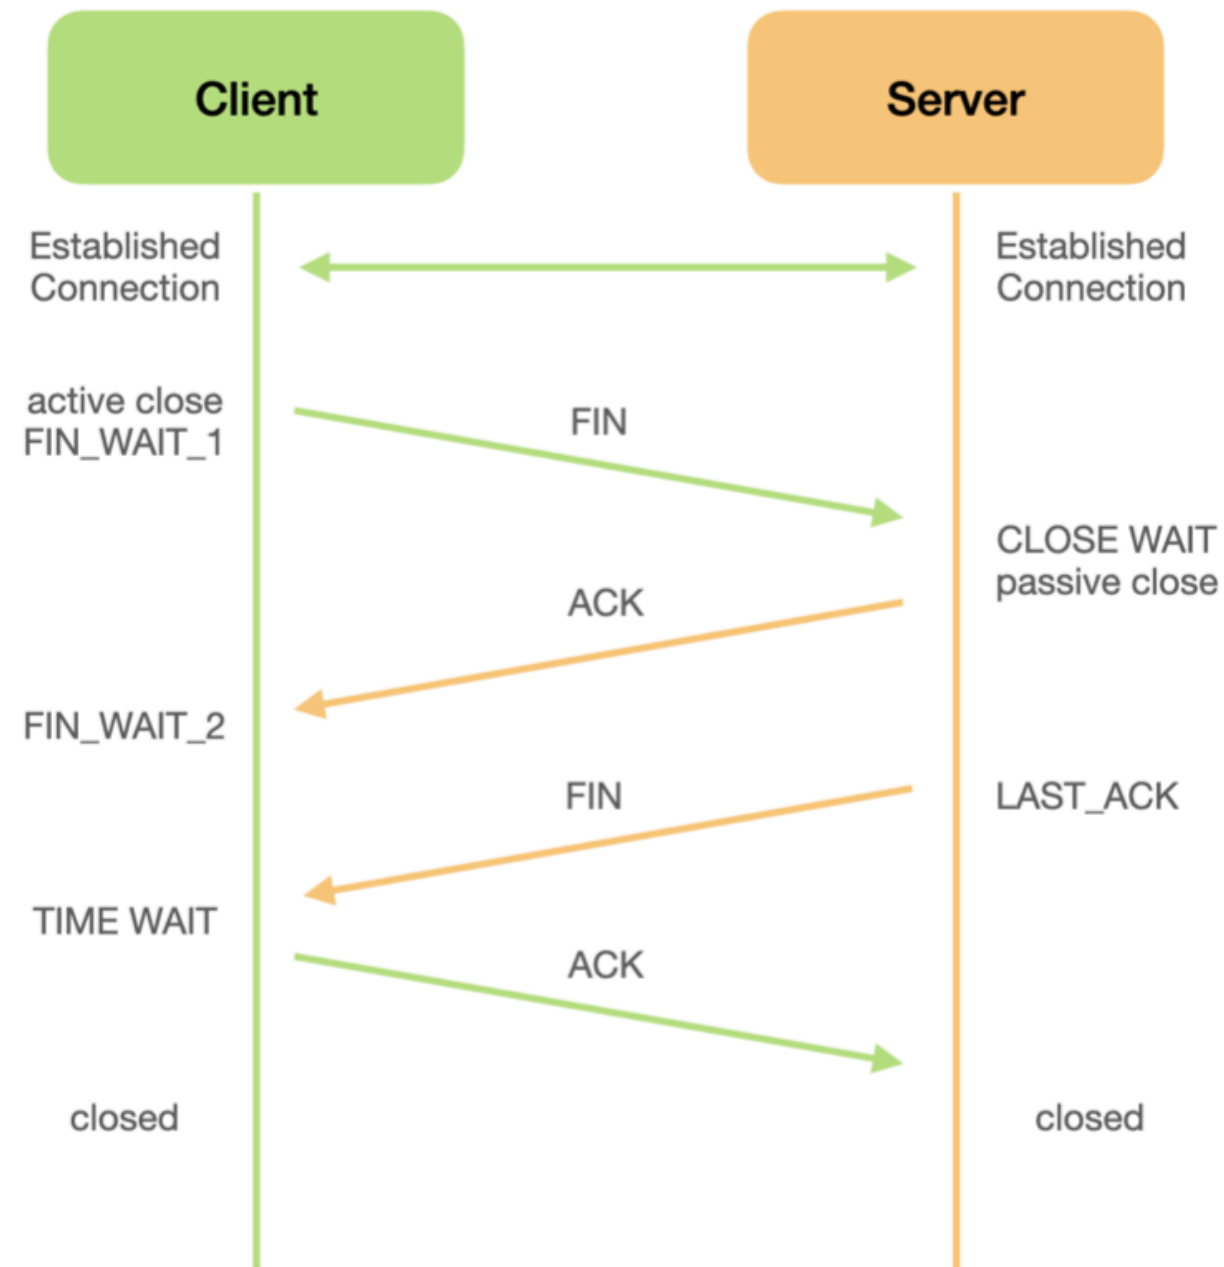 Client
Server
Established
Connection
Established
Connection
active close
FIN_WAIT_1
FIN
CLOSE WAIT
passive close
ACK
FIN_WAIT_2
FIN
LAST_ACK
TIME WAIT
ACK
closed
closed